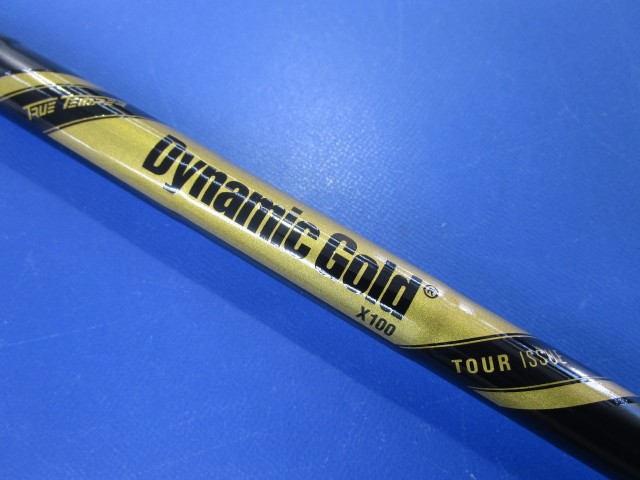 TRUE TEMPER
Dynamic Gold®
X100
TOUR ISSUE